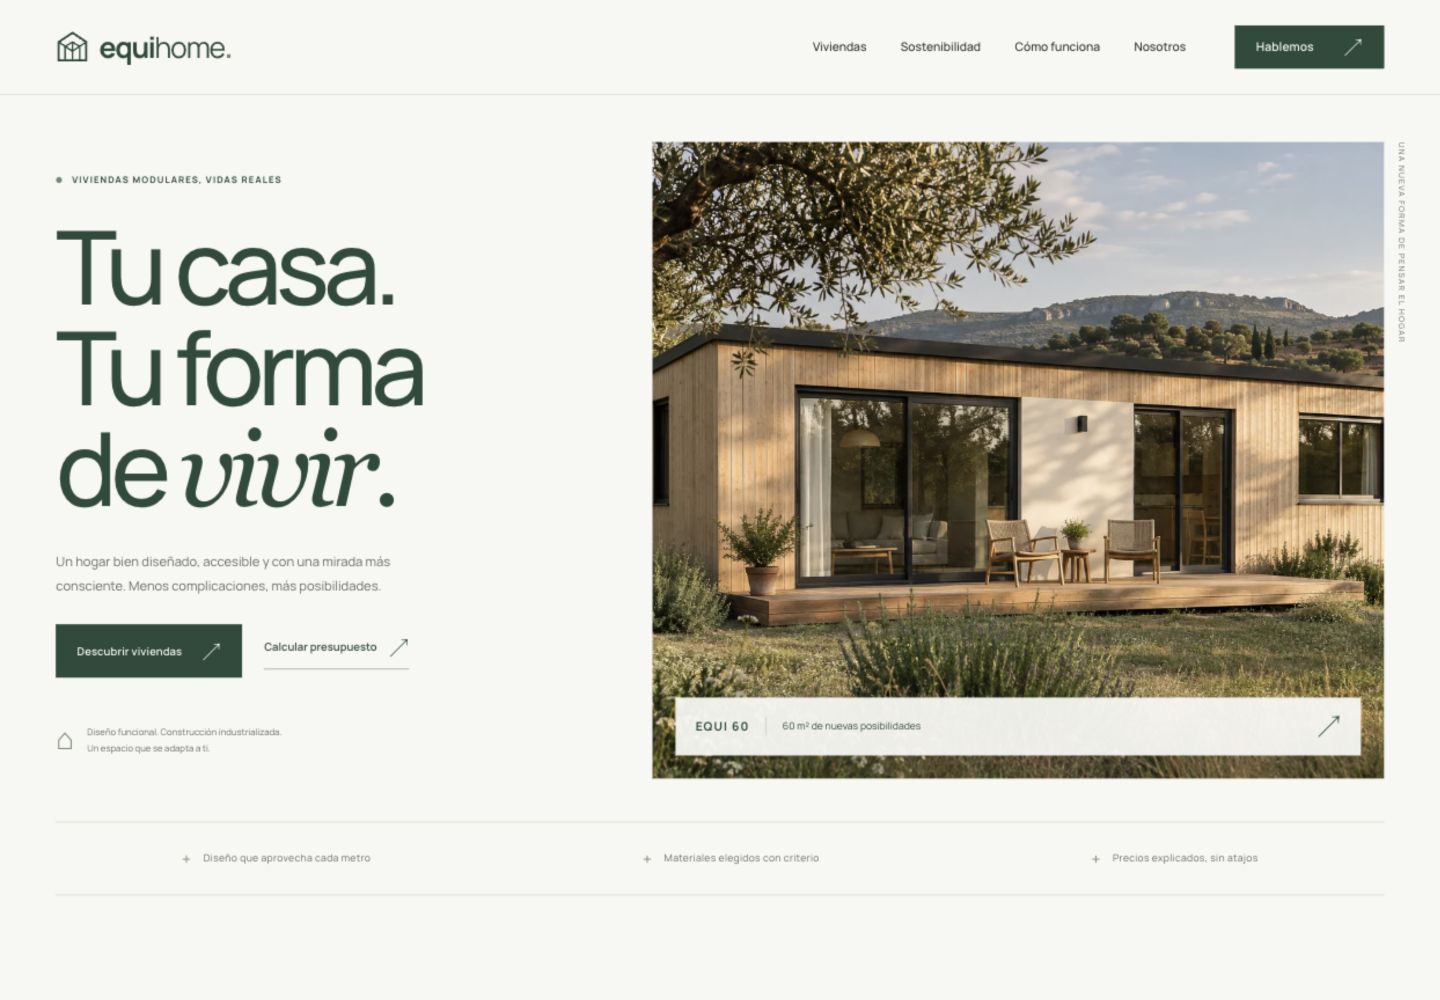 equihome.
Viviendas
Sostenibilidad
Cómo funciona
Nosotros
Hablemos
VIVIENDAS MODULARES, VIDAS REALES
Tu casa.
Tu forma
de vivir.
Un hogar bien diseñado, accesible y con una mirada más
consciente. Menos complicaciones, más posibilidades.
Descubrir viviendas
Calcular presupuesto
Diseño funcional. Construcción industrializada.
Un espacio que se adapta a ti.
UNA NUEVA FORMA DE PENSAR EL HOGAR
EQUI 60
60 m² de nuevas posibilidades
+ Diseño que aprovecha cada metro
+ Materiales elegidos con criterio
+ Precios explicados, sin atajos